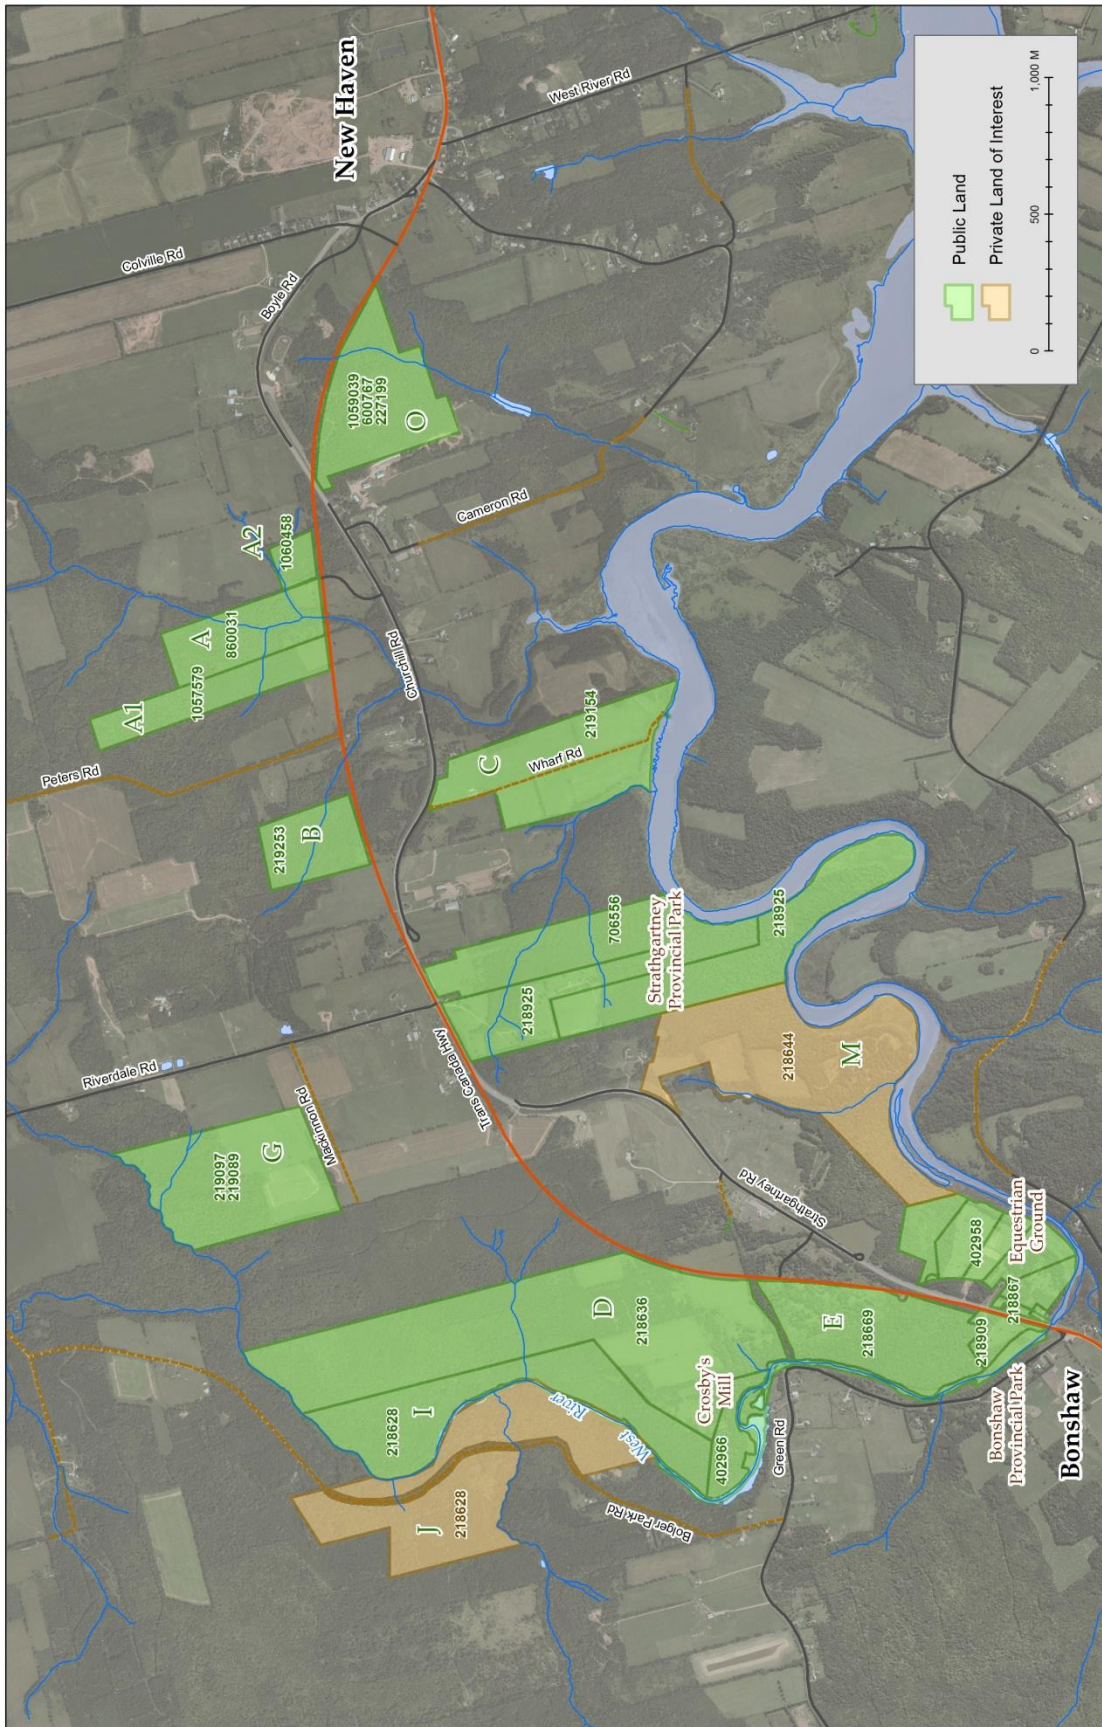 New Haven
West River Rd
Colville Rd
Boyle Rd
1059039
600767
227199
O
Cameron Rd
A2
1060458
A
860031
A1
1057579
Churchill Rd
Peters Rd
C
219154
Wharf Rd
219253
B
706556
Strathgartney
Provincial Park
218925
218925
Riverdale Rd
Mackinnon Rd
Trans Canada Hwy
218644
M
219097
219089
G
Strathgartney Rd
402958
Equestrian
Ground
218867
D
218636
E
218669
218909
Bonshaw
Provincial Park
Bonshaw
218628
I
West
River
Crosby's
Mill
402966
Green Rd
J
218628
Bolger Park Rd
Public Land
Private Land of Interest
0
500
1,000 M